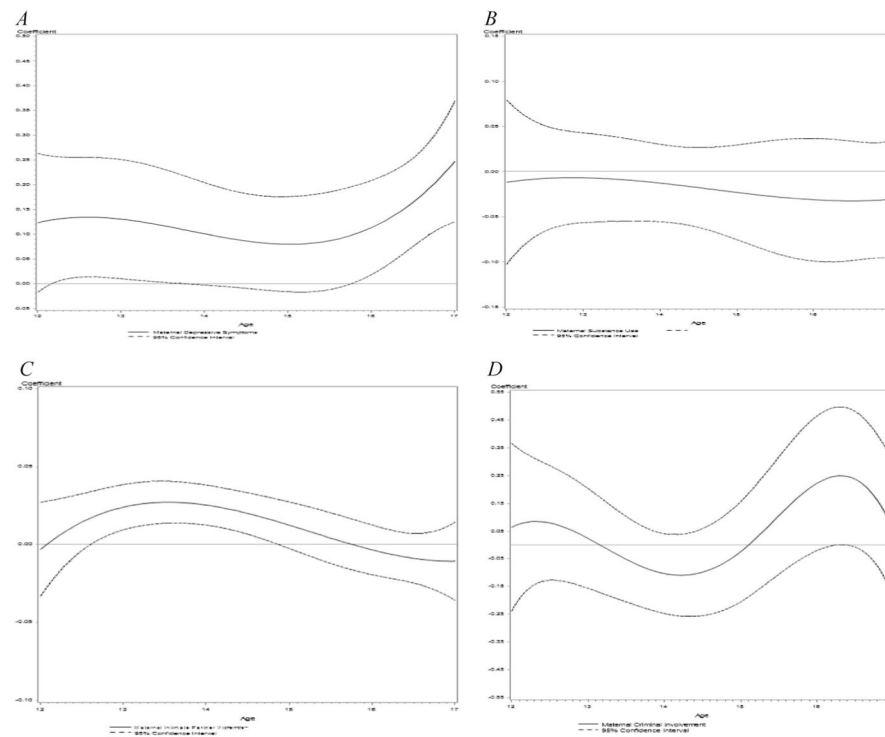 A
Coefficient
0.50
0.45
0.40
0.35
0.30
0.25
0.20
0.15
0.10
0.05
0.00
-0.05
12 13 14 15 16 17
Age
Maternal Depressive Symptoms
95% Confidence Interval
B
Coefficient
0.15
0.10
0.05
0.00
-0.05
-0.10
-0.15
12 13 14 15 16
Age
Maternal Substance Use
95% Confidence Interval
C
Coefficient
0.10
0.05
0.00
-0.05
-0.10
12 13 14 15 16 17
Age
Maternal Intimate Partner
95% Confidence Interval
D
Coefficient
0.55
0.45
0.35
0.25
0.15
0.05
-0.05
-0.15
-0.25
-0.35
-0.45
-0.55
12 13 14 15 16
Age
Maternal Criminal Involvement
95% Confidence Interval